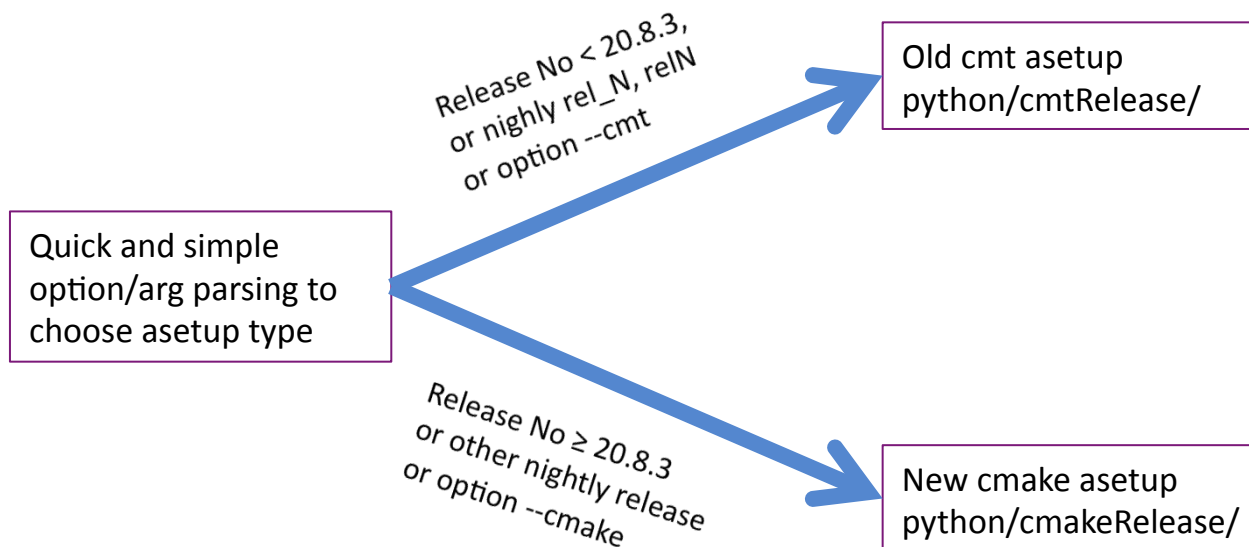 Release No < 20.8.3,
or nighly rel_N, relN
or option --cmt
Old cmt asetup
python/cmtRelease/
Quick and simple
option/arg parsing to
choose asetup type
Release No ≥ 20.8.3
or other nightly release
or option --cmake
New cmake asetup
python/cmakeRelease/